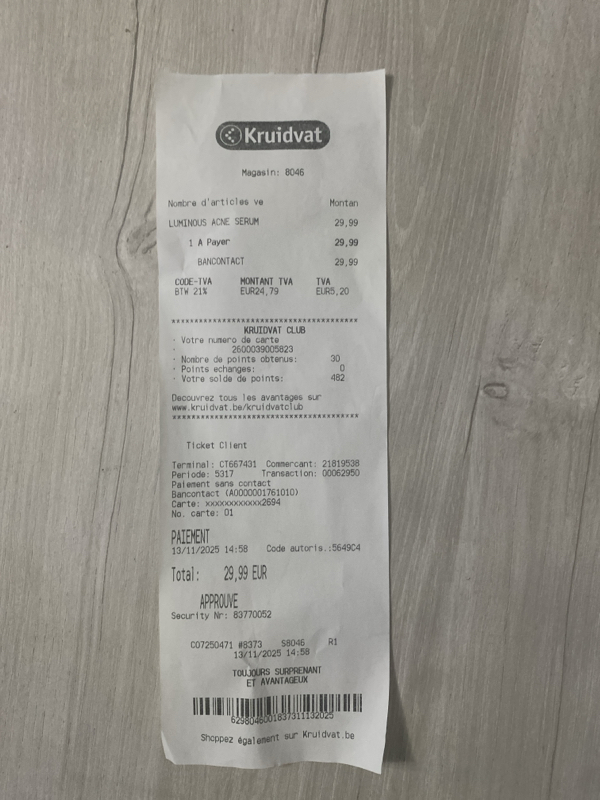 Kruidvat
Magasin: 8046
Nombre d'articles ve Montan
LUMINOUS ACNE SERUM 29,99
1 A Payer 29,99
BANCONTACT 29,99
CODE-TVA MONTANT TVA TVA
BTW 21% EUR24,79 EUR5,20
****************************************
KRUIDVAT CLUB
· Votre numero de carte
· 2600039005823
· Nombre de points obtenus: 30
· Points echanges: 0
· Votre solde de points: 482
Decouvrez tous les avantages sur
www.kruidvat.be/kruidvatclub
****************************************
Ticket Client
Terminal: CT667431 Commercant: 21819538
Periode: 5317 Transaction: 00062950
Paiement sans contact
Bancontact (A0000001761010)
Carte: xxxxxxxxxxxx2694
No. carte: 01
PAIEMENT
13/11/2025 14:58 Code autoris.:5649C4
Total: 29,99 EUR
APPROUVE
Security Nr: 83770052
C07250471 #8373 S8046 R1
13/11/2025 14:58
TOUJOURS SURPRENANT
ET AVANTAGEUX
6298046001837311132025
Shoppez également sur Kruidvat.be